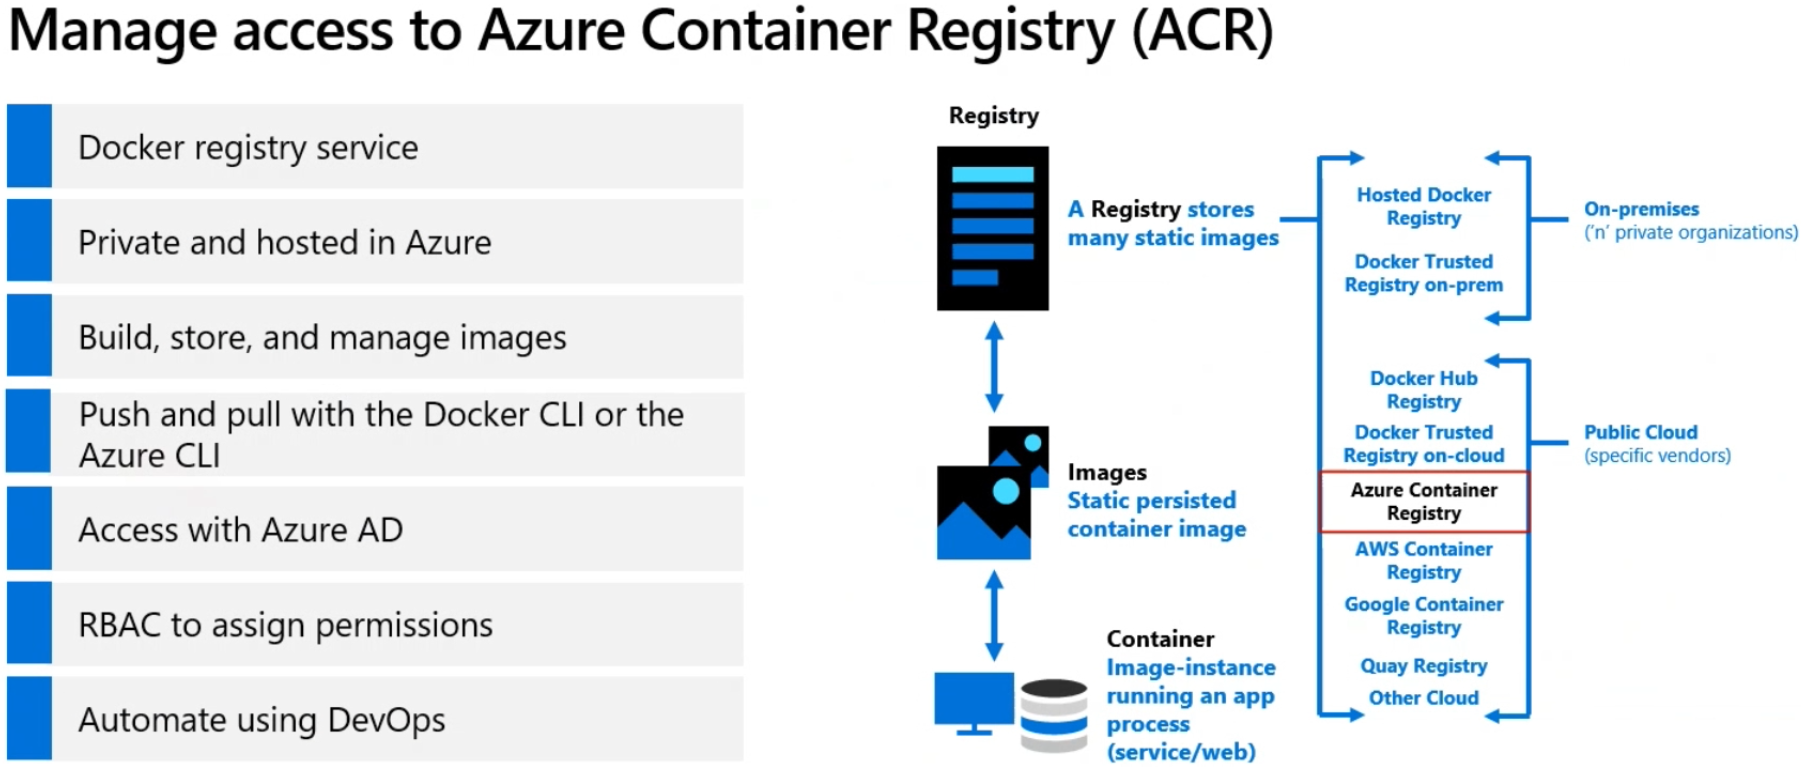 Manage access to Azure Container Registry (ACR)
Docker registry service
Private and hosted in Azure
Build, store, and manage images
Push and pull with the Docker CLI or the
Azure CLI
Access with Azure AD
RBAC to assign permissions
Automate using DevOps
Registry
A Registry stores
many static images
Images
Static persisted
container image
Container
Image-instance
running an app
process
(service/web)
Hosted Docker
Registry
Docker Trusted
Registry on-prem
On-premises
('n' private organizations)
Docker Hub
Registry
Docker Trusted
Registry on-cloud
Azure Container
Registry
AWS Container
Registry
Google Container
Registry
Quay Registry
Other Cloud
Public Cloud
(specific vendors)